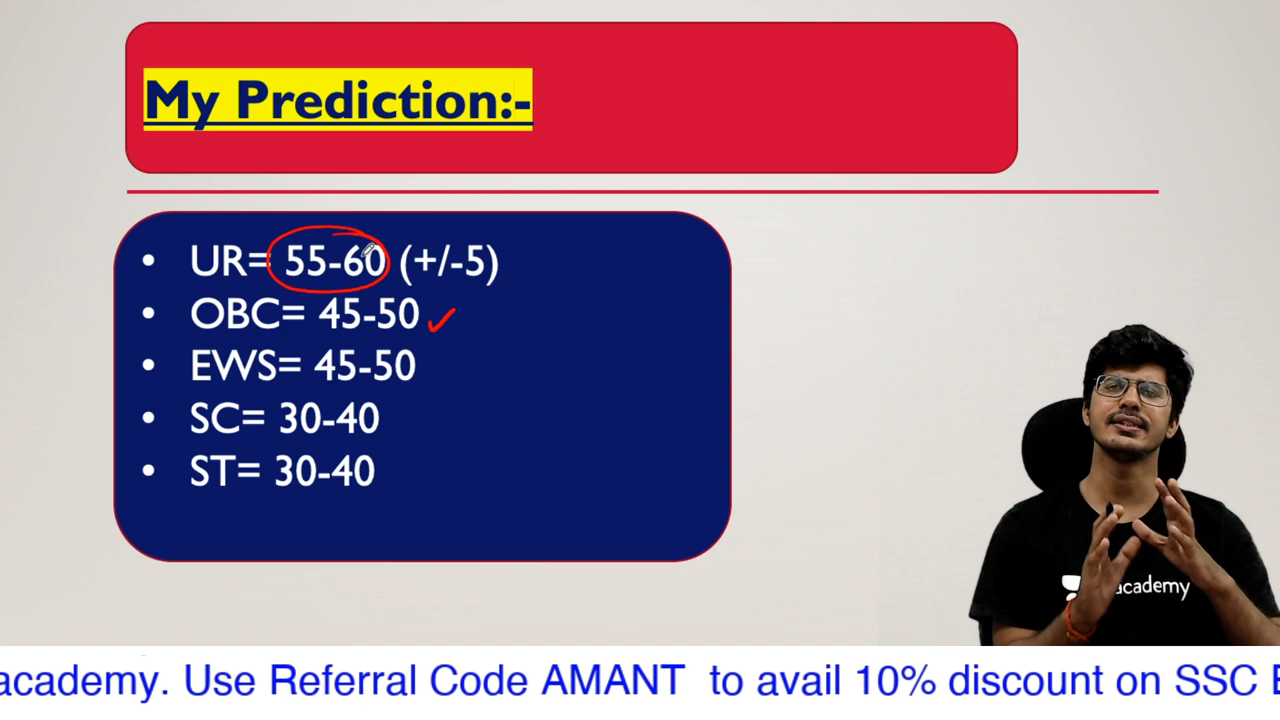 My Prediction:-
• UR= 55-60 (+/-5)
• OBC= 45-50 ✓
• EWS= 45-50
• SC= 30-40
• ST= 30-40
academy
academy. Use Referral Code AMANT to avail 10% discount on SSC E